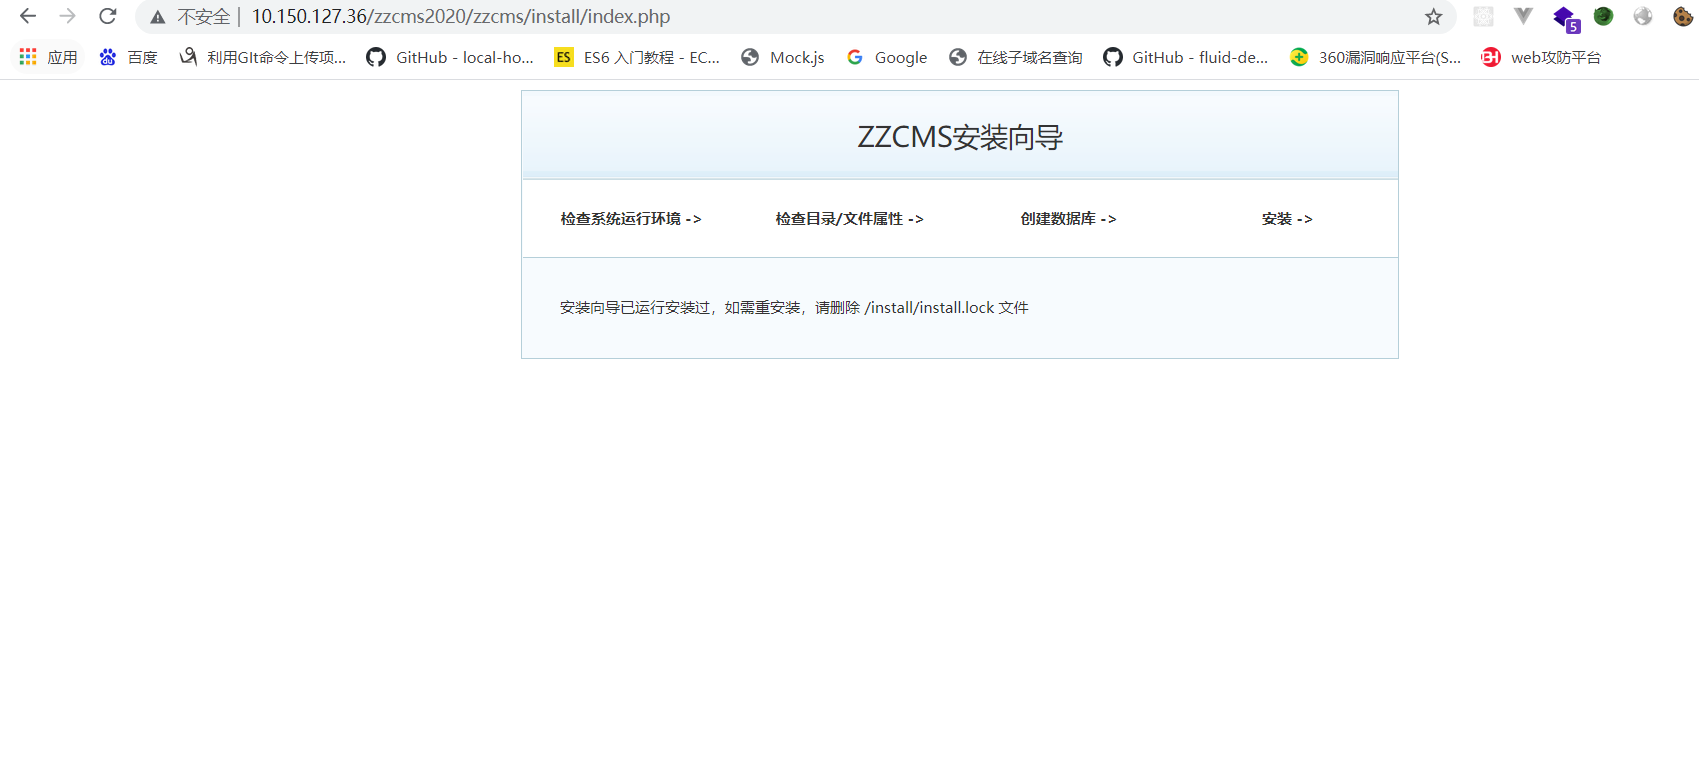 不安全 | 10.150.127.36/zzcms2020/zzcms/install/index.php
5
应用 百度 利用GIt命令上传项... GitHub - local-ho... ES ES6 入门教程 - EC... Mock.js Google 在线子域名查询 GitHub - fluid-de... 360漏洞响应平台(S... web攻防平台
ZZCMS安装向导
检查系统运行环境 -> 检查目录/文件属性 -> 创建数据库 -> 安装 ->
安装向导已运行安装过，如需重安装，请删除 /install/install.lock 文件